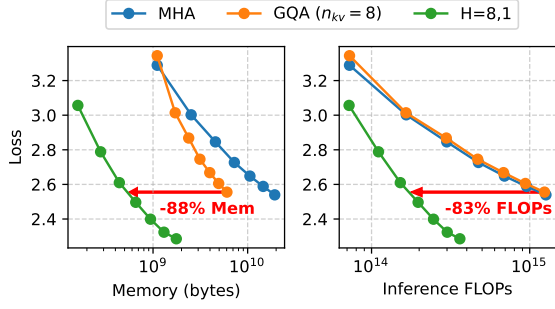 MHA GQA (n_kv = 8) H=8,1
Loss
3.2
3.0
2.8
2.6
2.4
-88% Mem
10^9 10^10
Memory (bytes)
3.2
3.0
2.8
2.6
2.4
-83% FLOPs
10^14 10^15
Inference FLOPs